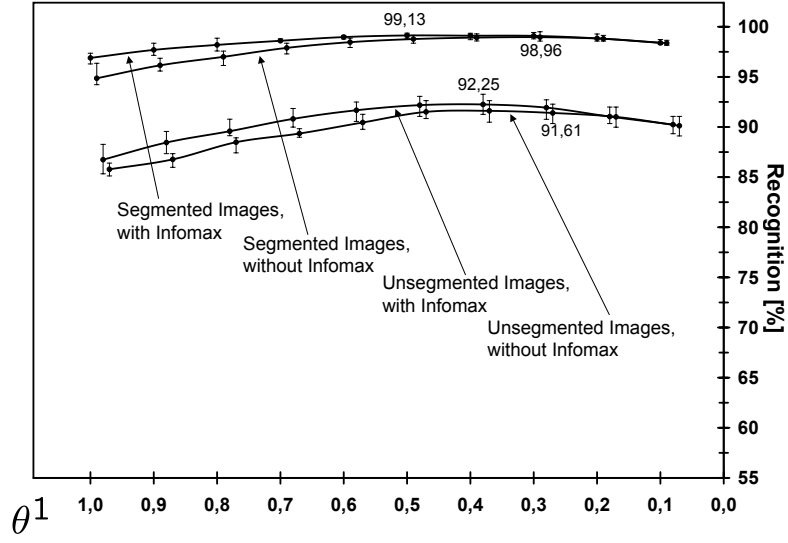 99,13
98,96
92,25
91,61
Segmented Images,
with Infomax
Segmented Images,
without Infomax
Unsegmented Images,
with Infomax
Unsegmented Images,
without Infomax
100
95
90
85
80
75
70
65
60
55
Recognition [%]
θ1 1,0 0,9 0,8 0,7 0,6 0,5 0,4 0,3 0,2 0,1 0,0